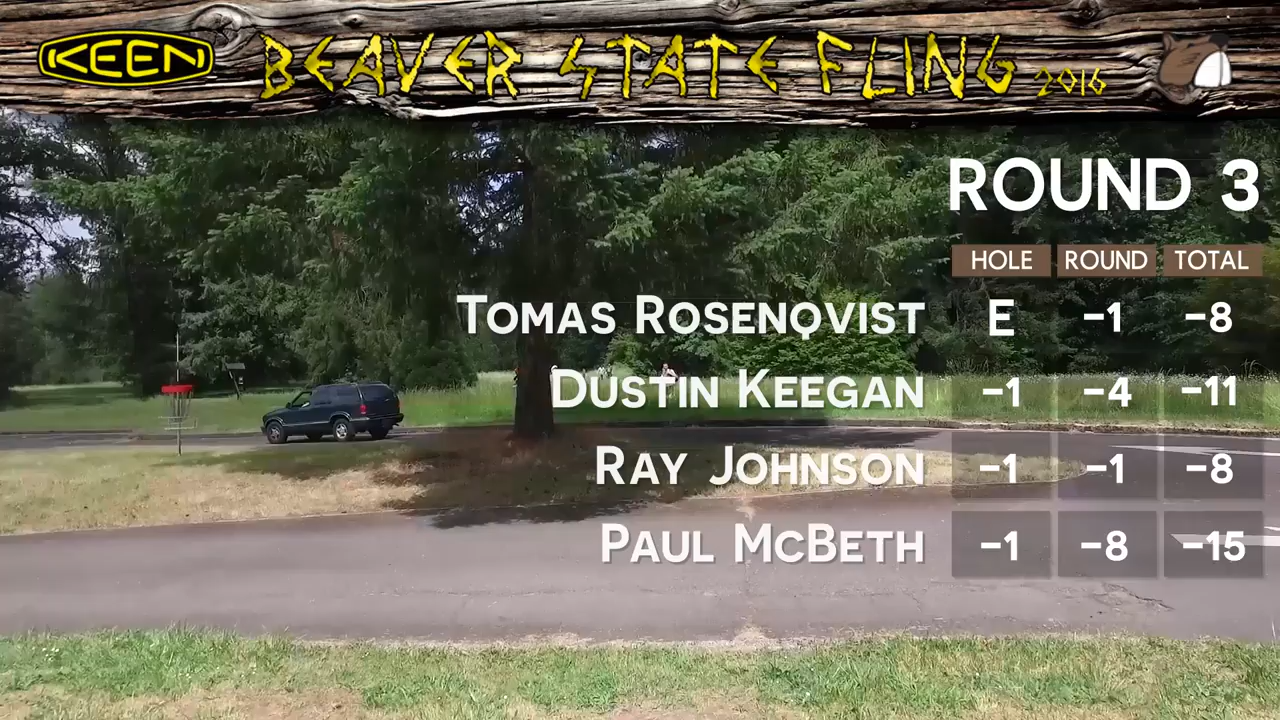 KEEN BEAVER STATE FLING 2016
ROUND 3
HOLE ROUND TOTAL
TOMAS ROSENQVIST E -1 -8
DUSTIN KEEGAN -1 -4 -11
RAY JOHNSON -1 -1 -8
PAUL MCBETH -1 -8 -15